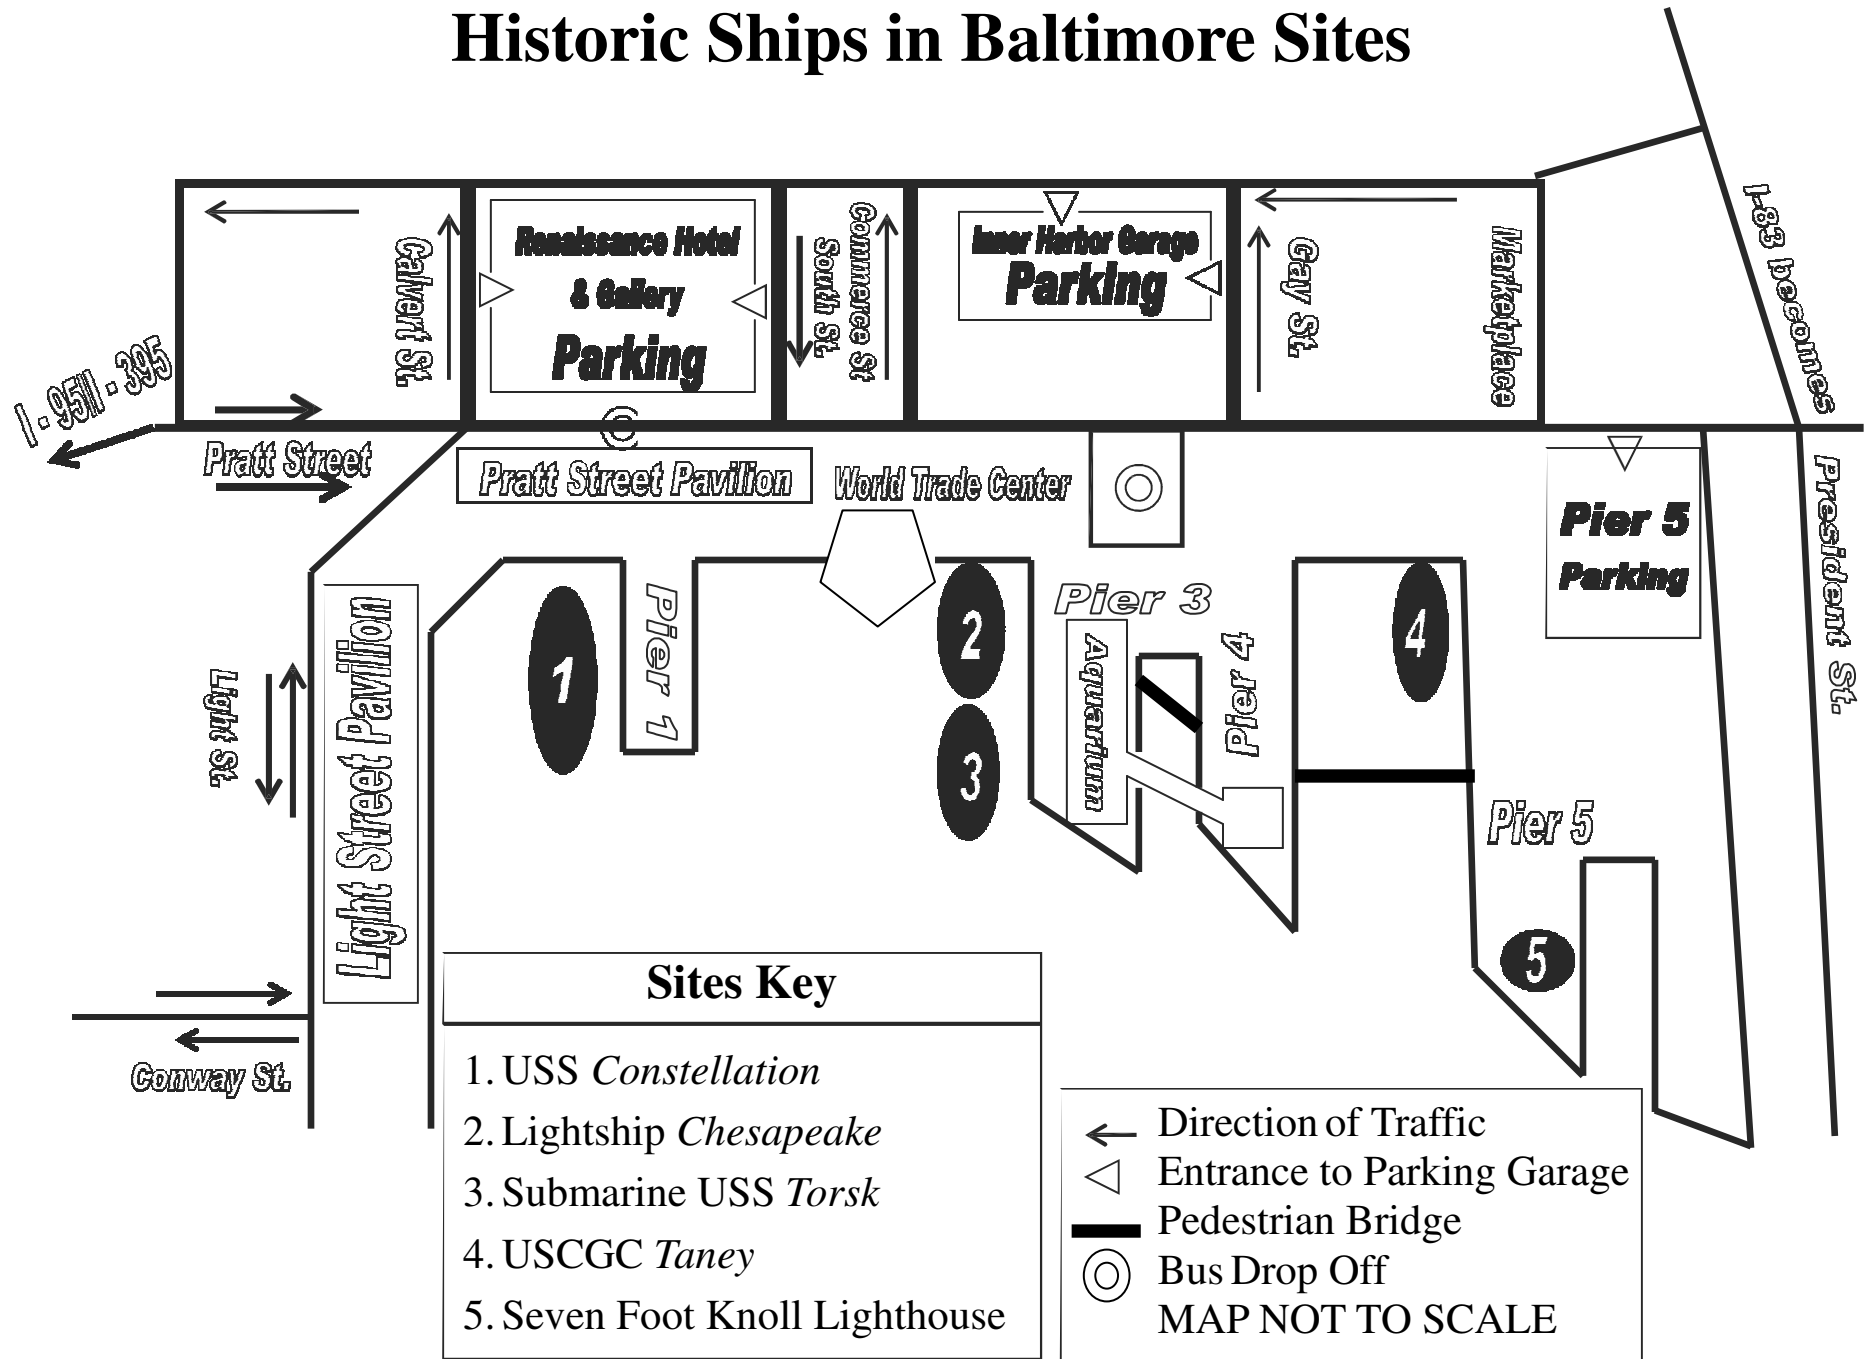 Historic Ships in Baltimore Sites
I-83 becomes
President St.
I - 95/I - 395
Calvert St.
Renaissance Hotel
& Gallery
Parking
South St.
Commerce St
Inner Harbor Garage
Parking
Gay St.
Marketplace
Pratt Street
Pratt Street Pavilion
World Trade Center
Pier 5
Parking
Light St.
Light Street Pavilion
Conway St.
1
Pier 1
2
3
Pier 3
Aquarium
Pier 4
4
Pier 5
5
Sites Key
1. USS Constellation
2. Lightship Chesapeake
3. Submarine USS Torsk
4. USCGC Taney
5. Seven Foot Knoll Lighthouse
Direction of Traffic
Entrance to Parking Garage
Pedestrian Bridge
Bus Drop Off
MAP NOT TO SCALE